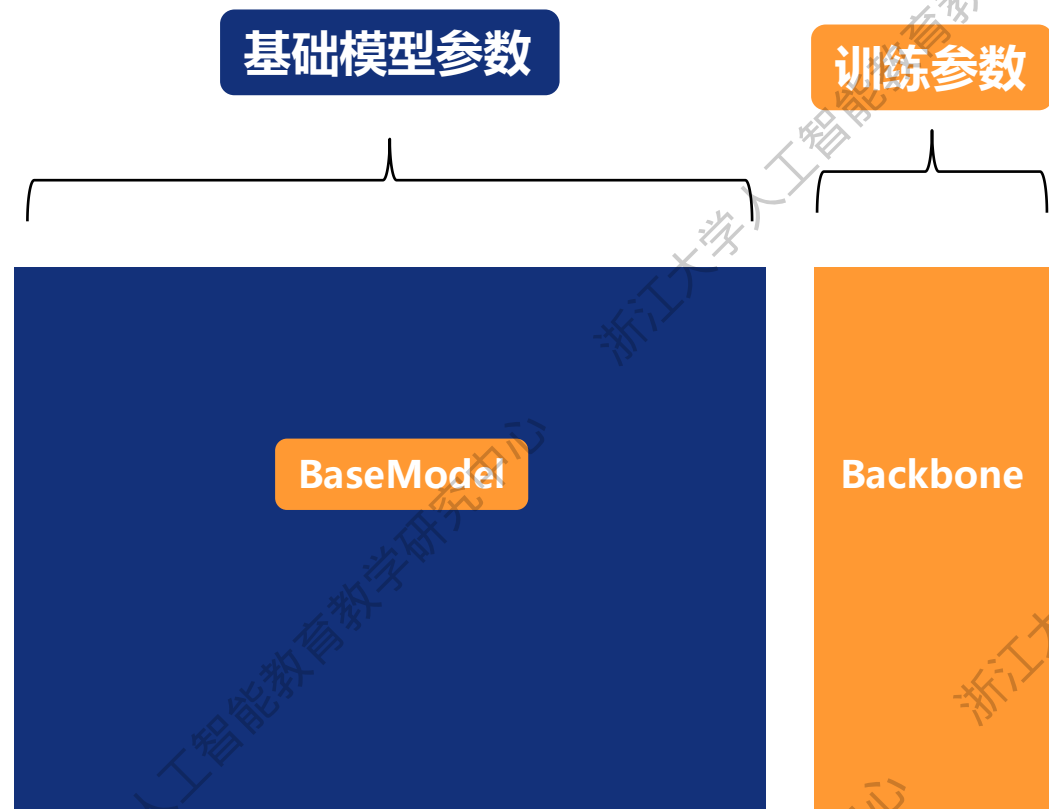 基础模型参数
训练参数
浙江大学人工智能教育教
BaseModel
Backbone
人工智能教育教学研究中心
浙江大
中心